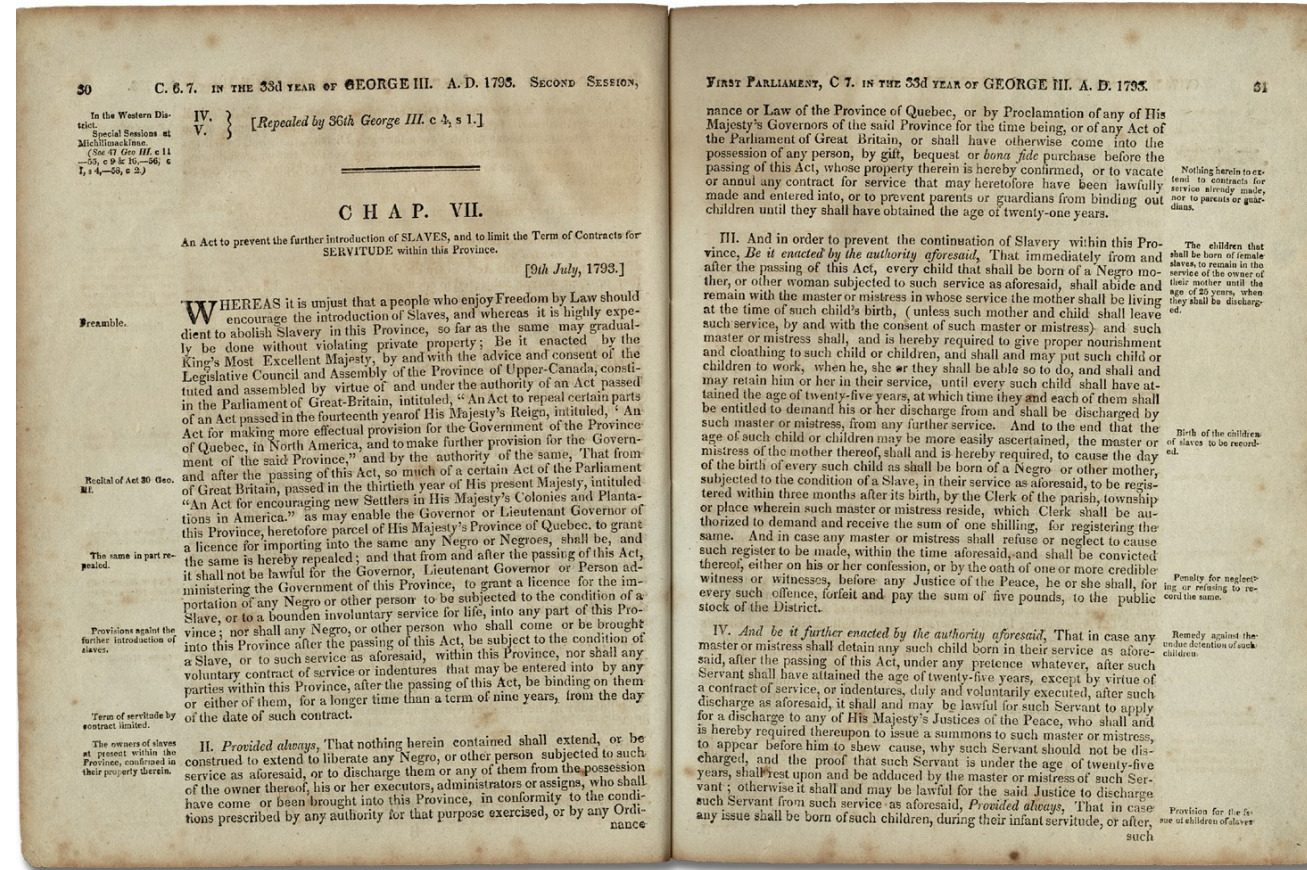 30 C. 6. 7. IN THE 33d YEAR OF GEORGE III. A. D. 1793. SECOND SESSION,
In the Western District.
Special Sessions at
Michilimackinac.
(See 47 Geo III. c 11
—55, c 9 & 16,—56, c
1, s 4,—58, c 2.)
IV.
V.
} [Repealed by 36th George III. c 4, s 1.]
CHAP. VII.
An Act to prevent the further introduction of SLAVES, and to limit the Term of Contracts for
SERVITUDE within this Province.
[9th July, 1793.]
Preamble.
WHEREAS it is unjust that a people who enjoy Freedom by Law should
encourage the introduction of Slaves, and whereas it is highly expe-
dient to abolish Slavery in this Province, so far as the same may gradual-
ly be done without violating private property; Be it enacted by the
King's Most Excellent Majesty, by and with the advice and consent of the
Legislative Council and Assembly of the Province of Upper-Canada, consti-
tuted and assembled by virtue of and under the authority of an Act passed
in the Parliament of Great-Britain, intituled, "An Act to repeal certain parts
of an Act passed in the fourteenth year of His Majesty's Reign, intituled, 'An
Act for making more effectual provision for the Government of the Province
of Quebec, in North America, and to make further provision for the Govern-
ment of the said Province," and by the authority of the same, That from
Recital of Act 30 Geo.
III.
and after the passing of this Act, so much of a certain Act of the Parliament
of Great Britain, passed in the thirtieth year of His present Majesty, intituled
"An Act for encouraging new Settlers in His Majesty's Colonies and Planta-
tions in America." as may enable the Governor or Lieutenant Governor of
this Province, heretofore parcel of His Majesty's Province of Quebec. to grant
a licence for importing into the same any Negro or Negroes, shall be, and
The same in part re-
pealed.
the same is hereby repealed; and that from and after the passing of this Act,
it shall not be lawful for the Governor, Lieutenant Governor or Person ad-
ministering the Government of this Province, to grant a licence for the im-
portation of any Negro or other person to be subjected to the condition of a
Slave, or to a bounden involuntary service for life, into any part of this Pro-
Provisions againt the
further introduction of
slaves.
vince; nor shall any Negro, or other person who shall come or be brought
into this Province after the passing of this Act, be subject to the condition of
a Slave, or to such service as aforesaid, within this Province, nor shall any
voluntary contract of service or indentures that may be entered into by any
parties within this Province, after the passing of this Act, be binding on them
or either of them, for a longer time than a term of nine years, from the day
Term of servitude by
contract limited.
of the date of such contract.
The owners of slaves
at present within the
Province, confirmed in
their property therein.
II. Provided always, That nothing herein contained shall extend, or be
construed to extend to liberate any Negro, or other person subjected to such
service as aforesaid, or to discharge them or any of them from the possession
of the owner thereof, his or her executors, administrators or assigns, who shall
have come or been brought into this Province, in conformity to the condi-
tions prescribed by any authority for that purpose exercised, or by any Ordi-
nance
FIRST PARLIAMENT, C 7. IN THE 33d YEAR OF GEORGE III. A. D. 1793. 31
nance or Law of the Province of Quebec, or by Proclamation of any of His
Majesty's Governors of the said Province for the time being, or of any Act of
the Parliament of Great Britain, or shall have otherwise come into the
possession of any person, by gift, bequest or bona fide purchase before the
passing of this Act, whose property therein is hereby confirmed, or to vacate
or annul any contract for service that may heretofore have been lawfully
made and entered into, or to prevent parents or guardians from binding out
children until they shall have obtained the age of twenty-one years.
Nothing herein to ex-
tend to contracts for
service already made,
nor to parents or guar-
dians.
III. And in order to prevent the continuation of Slavery within this Pro-
vince, Be it enacted by the authority aforesaid, That immediately from and
after the passing of this Act, every child that shall be born of a Negro mo-
ther, or other woman subjected to such service as aforesaid, shall abide and
remain with the master or mistress in whose service the mother shall be living
at the time of such child's birth, (unless such mother and child shall leave
such service, by and with the consent of such master or mistress) and such
master or mistress shall, and is hereby required to give proper nourishment
and cloathing to such child or children, and shall and may put such child or
children to work, when he, she or they shall be able so to do, and shall and
may retain him or her in their service, until every such child shall have at-
tained the age of twenty-five years, at which time they and each of them shall
be entitled to demand his or her discharge from and shall be discharged by
such master or mistress, from any further service. And to the end that the
age of such child or children may be more easily ascertained, the master or
mistress of the mother thereof, shall and is hereby required, to cause the day
of the birth of every such child as shall be born of a Negro or other mother,
subjected to the condition of a Slave, in their service as aforesaid, to be regis-
tered within three months after its birth, by the Clerk of the parish, township
or place wherein such master or mistress reside, which Clerk shall be au-
thorized to demand and receive the sum of one shilling, for registering the
same. And in case any master or mistress shall refuse or neglect to cause
such register to be made, within the time aforesaid, and shall be convicted
thereof, either on his or her confession, or by the oath of one or more credible
witness or witnesses, before any Justice of the Peace, he or she shall, for
every such offence, forfeit and pay the sum of five pounds, to the public
stock of the District.
The children that
shall be born of female
slaves, to remain in the
service of the owner of
their mother until the
age of 25 years, when
they shall be discharg-
ed.
Birth of the children
of slaves to be record-
ed.
Penalty for neglect-
ing or refusing to re-
cord the same.
IV. And be it further enacted by the authority aforesaid, That in case any
master or mistress shall detain any such child born in their service as afore-
said, after the passing of this Act, under any pretence whatever, after such
Servant shall have attained the age of twenty-five years, except by virtue of
a contract of service, or indentures, duly and voluntarily executed, after such
discharge as aforesaid, it shall and may be lawful for such Servant to apply
for a discharge to any of His Majesty's Justices of the Peace, who shall and
is hereby required thereupon to issue a summons to such master or mistress,
to appear before him to shew cause, why such Servant should not be dis-
charged, and the proof that such Servant is under the age of twenty-five
years, shall rest upon and be adduced by the master or mistress of such Ser-
vant; otherwise it shall and may be lawful for the said Justice to discharge
such Servant from such service as aforesaid, Provided always, That in case
any issue shall be born of such children, during their infant servitude, or after,
such
Remedy against the
undue detention of such
children.
Provision for the is-
sue of children of slaves